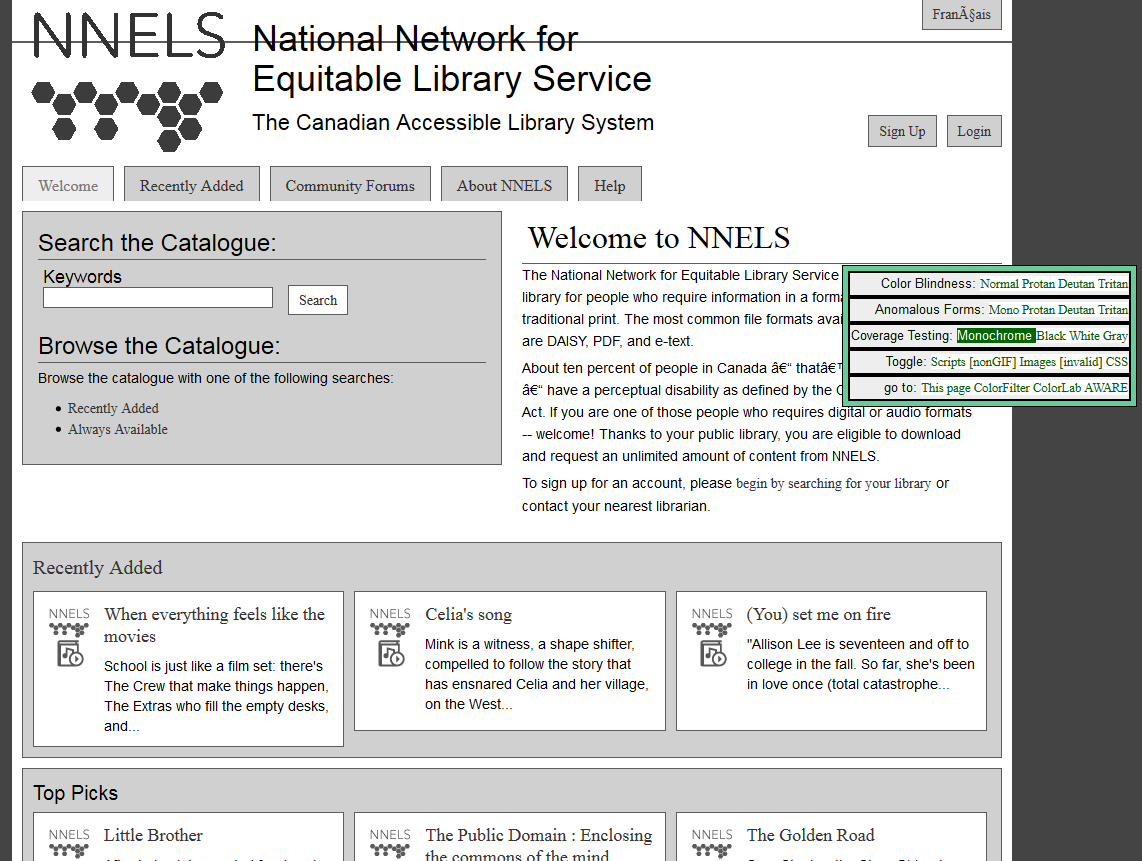 NNELS
National Network for
Equitable Library Service
The Canadian Accessible Library System
FranÃ§ais
Sign Up
Login
Welcome
Recently Added
Community Forums
About NNELS
Help
Search the Catalogue:
Keywords
Search
Browse the Catalogue:
Browse the catalogue with one of the following searches:
Recently Added
Always Available
Welcome to NNELS
The National Network for Equitable Library Service
library for people who require information in a
traditional print. The most common file formats
are DAISY, PDF, and e-text.
About ten percent of people in Canada â€“ thatâ€™
â€“ have a perceptual disability as defined by the
Act. If you are one of those people who requires digital or audio formats
-- welcome! Thanks to your public library, you are eligible to download
and request an unlimited amount of content from NNELS.
To sign up for an account, please begin by searching for your library or
contact your nearest librarian.
Color Blindness: Normal Protan Deutan Tritan
Anomalous Forms: Mono Protan Deutan Tritan
Coverage Testing: Monochrome Black White Gray
Toggle: Scripts [nonGIF] Images [invalid] CSS
go to: This page ColorFilter ColorLab AWARE
Recently Added
NNELS
When everything feels like the
movies
School is just like a film set: there's
The Crew that make things happen,
The Extras who fill the empty desks,
and...
NNELS
Celia's song
Mink is a witness, a shape shifter,
compelled to follow the story that
has ensnared Celia and her village,
on the West...
NNELS
(You) set me on fire
"Allison Lee is seventeen and off to
college in the fall. So far, she's been
in love once (total catastrophe...
Top Picks
NNELS
Little Brother
NNELS
The Public Domain : Enclosing
the commons of the mind
NNELS
The Golden Road